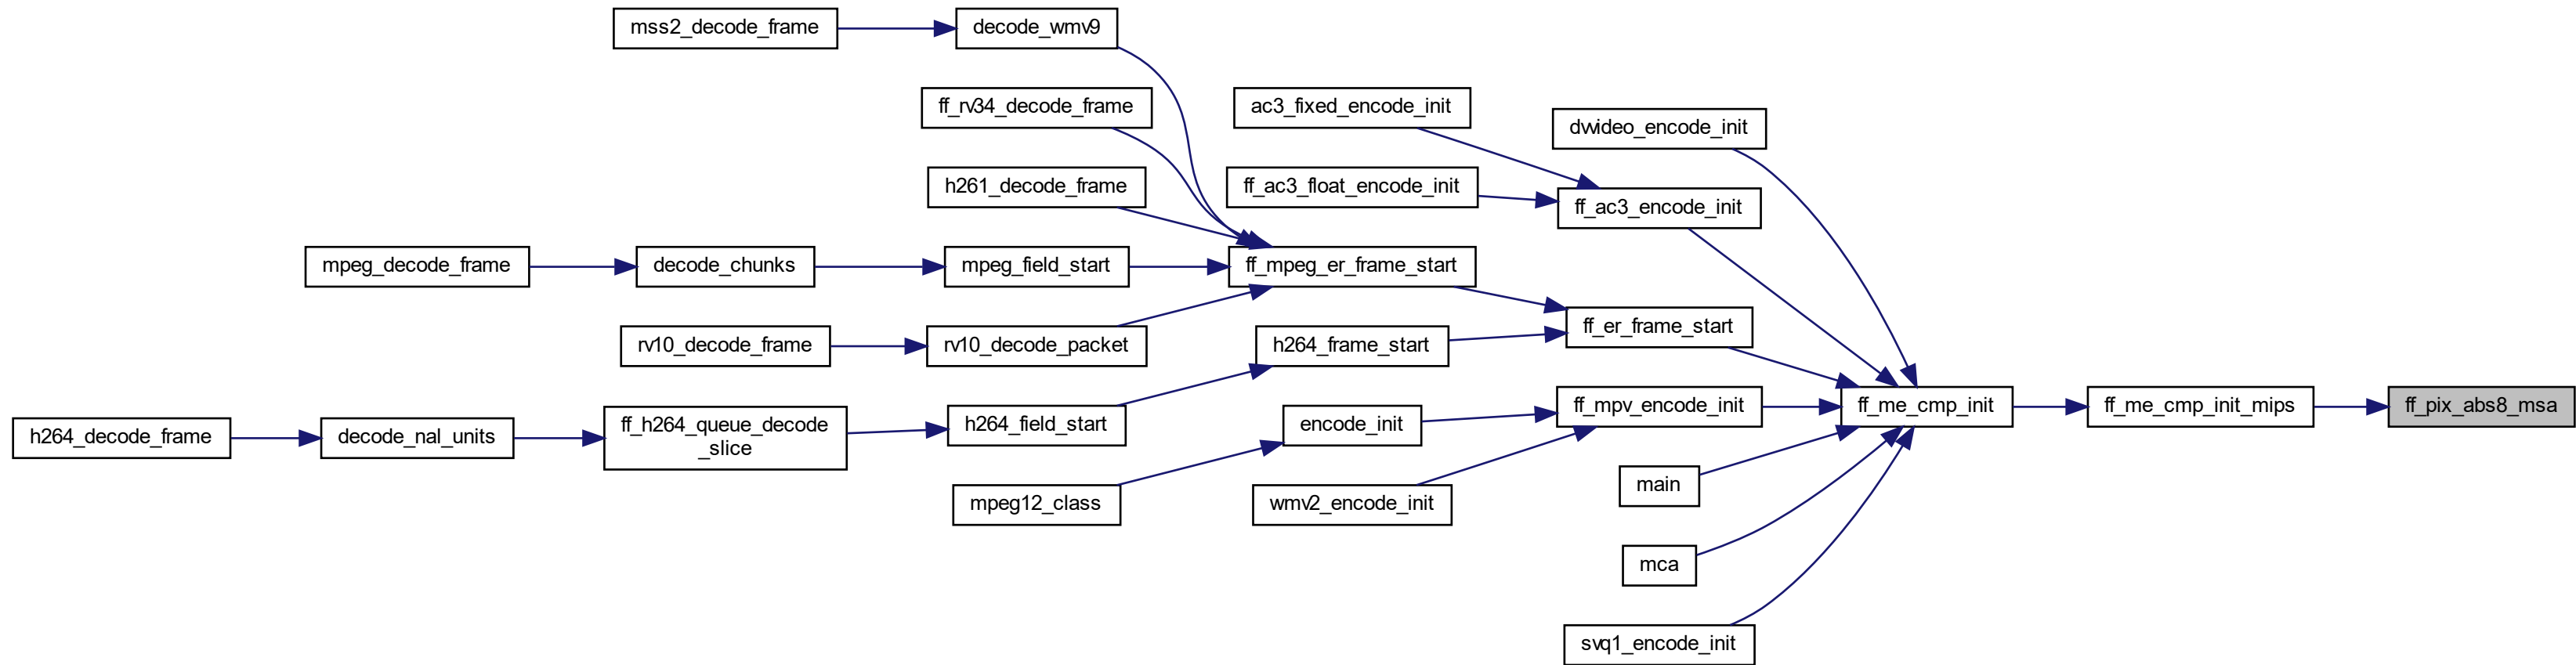 mss2_decode_frame
decode_wmv9
ff_rv34_decode_frame
ac3_fixed_encode_init
dvvideo_encode_init
h261_decode_frame
ff_ac3_float_encode_init
ff_ac3_encode_init
mpeg_decode_frame
decode_chunks
mpeg_field_start
ff_mpeg_er_frame_start
ff_er_frame_start
rv10_decode_frame
rv10_decode_packet
h264_frame_start
ff_mpv_encode_init
ff_me_cmp_init
ff_me_cmp_init_mips
ff_pix_abs8_msa
h264_decode_frame
decode_nal_units
ff_h264_queue_decode
_slice
h264_field_start
encode_init
main
mpeg12_class
wmv2_encode_init
mca
svq1_encode_init